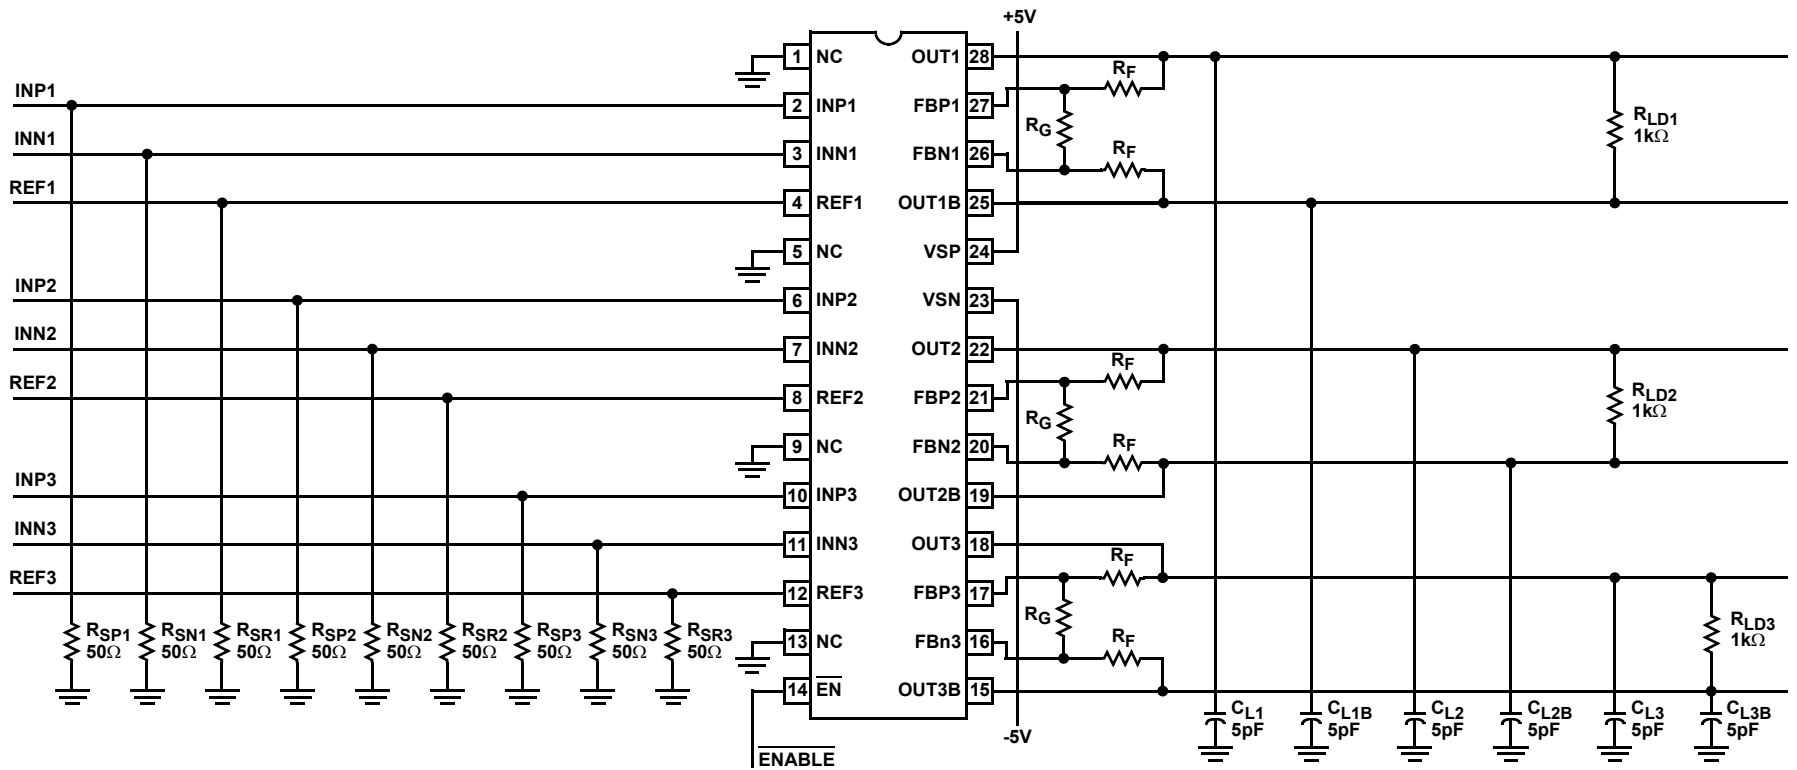 +5V
1 NC OUT1 28
INP1
2 INP1 FBP1 27
RF
RG
RLD1
1kΩ
INN1
3 INN1 FBN1 26
RF
REF1
4 REF1 OUT1B 25
5 NC VSP 24
INP2
6 INP2 VSN 23
INN2
7 INN2 OUT2 22
RF
REF2
8 REF2 FBP2 21
RG
RLD2
1kΩ
9 NC FBN2 20
RF
INP3
10 INP3 OUT2B 19
INN3
11 INN3 OUT3 18
RF
REF3
12 REF3 FBP3 17
RG
RSP1
50Ω
RSN1
50Ω
RSR1
50Ω
RSP2
50Ω
RSN2
50Ω
RSR2
50Ω
RSP3
50Ω
RSN3
50Ω
RSR3
50Ω
13 NC FBn3 16
RF
RLD3
1kΩ
14 EN OUT3B 15
-5V
ENABLE
CL1
5pF
CL1B
5pF
CL2
5pF
CL2B
5pF
CL3
5pF
CL3B
5pF